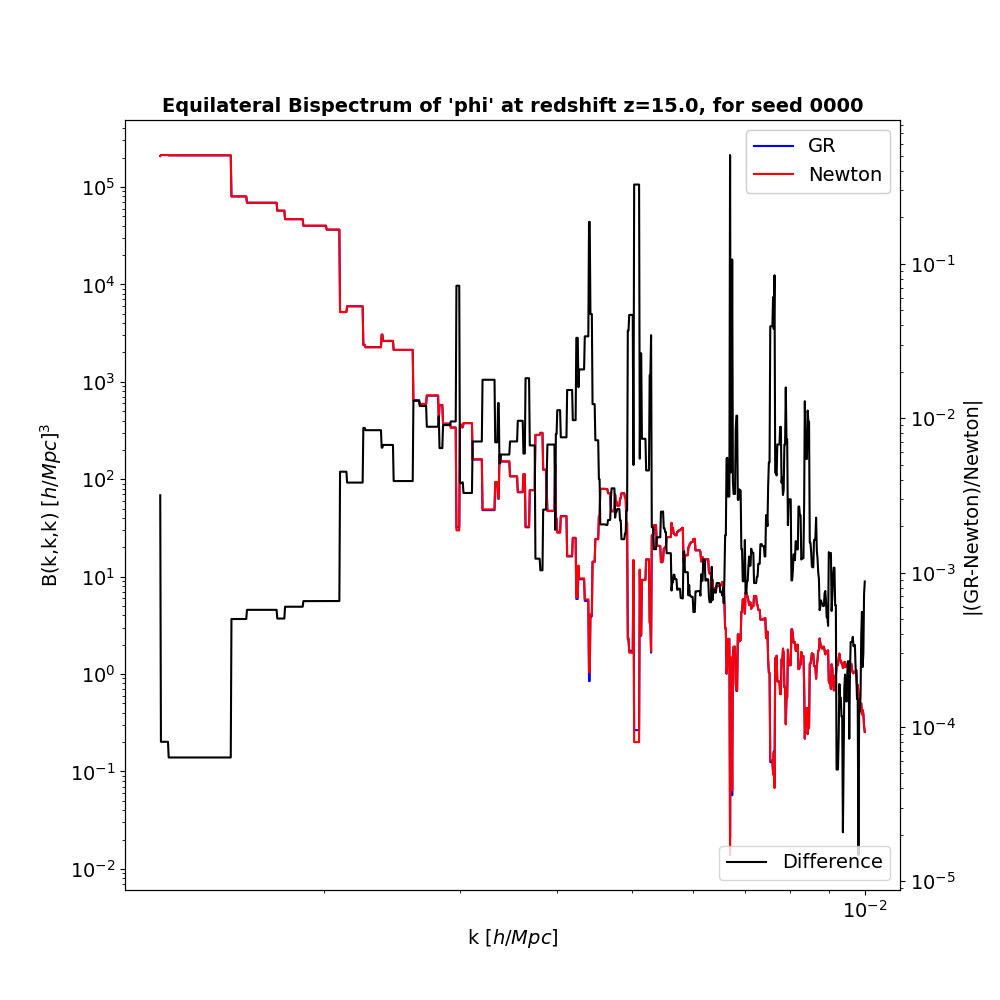 Equilateral Bispectrum of 'phi' at redshift z=15.0, for seed 0000
GR
Newton
10^5
10^4
10^3
10^2
10^1
10^0
10^-1
10^-2
B(k,k,k) [h/Mpc]^3
10^-1
10^-2
10^-3
10^-4
10^-5
|(GR-Newton)/Newton|
Difference
10^-2
k [h/Mpc]